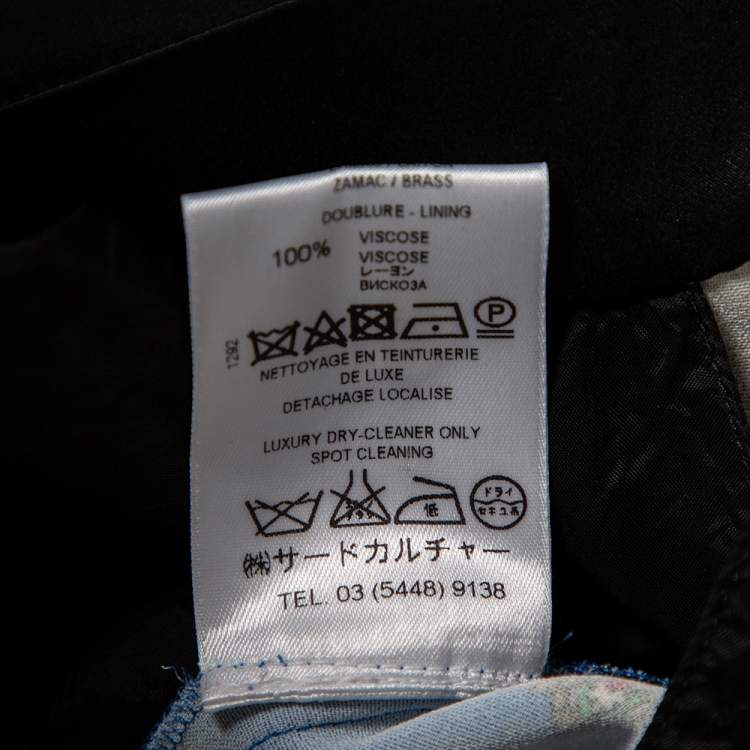 ZAMAC / BRASS
DOUBLURE - LINING
100% VISCOSE
VISCOSE
レーヨン
ВИСКОЗА
1292
P
NETTOYAGE EN TEINTURERIE
DE LUXE
DETACHAGE LOCALISE
LUXURY DRY-CLEANER ONLY
SPOT CLEANING
低
ドライ
セキユ系
㈱サードカルチャー
TEL. 03 (5448) 9138